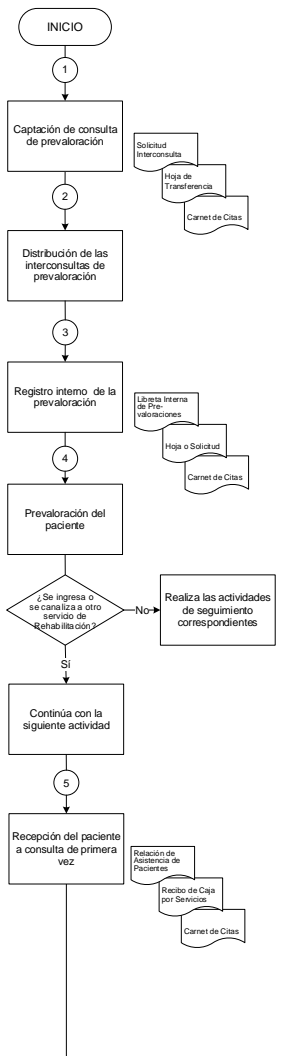 INICIO
1
Captación de consulta
de prevaloración
Solicitud
Interconsulta
Hoja de
Transferencia
Carnet de Citas
2
Distribución de las
interconsultas de
prevaloración
3
Registro interno de la
prevaloración
Libreta Interna
de Pre-
valoraciones
Hoja o Solicitud
Carnet de Citas
4
Prevaloración del
paciente
¿Se ingresa o
se canaliza a otro
servicio de
Rehabilitación?
No
Realiza las actividades
de seguimiento
correspondientes
Sí
Continúa con la
siguiente actividad
5
Recepción del paciente
a consulta de primera
vez
Relación de
Asistencia de
Pacientes
Recibo de Caja
por Servicios
Carnet de Citas